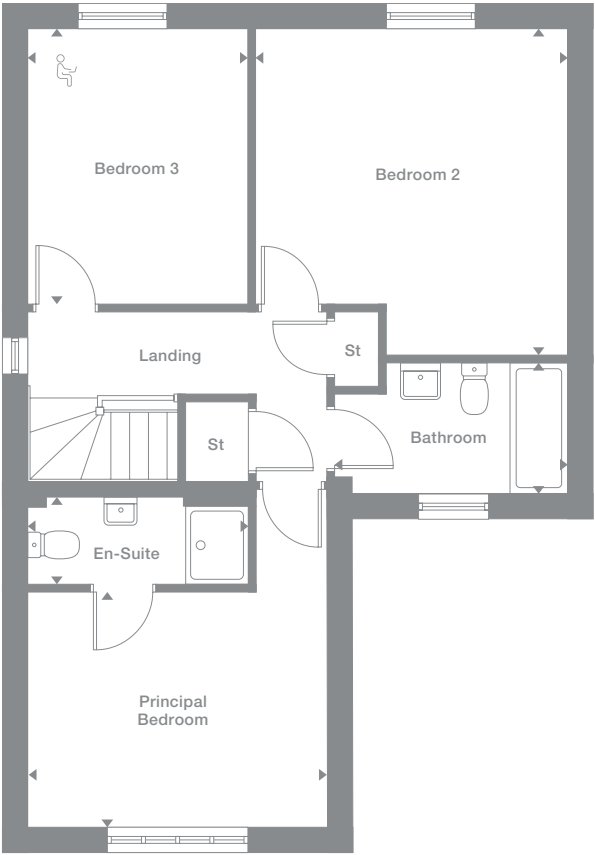 Bedroom 3
Bedroom 2
Landing
St
St
Bathroom
En-Suite
Principal
Bedroom